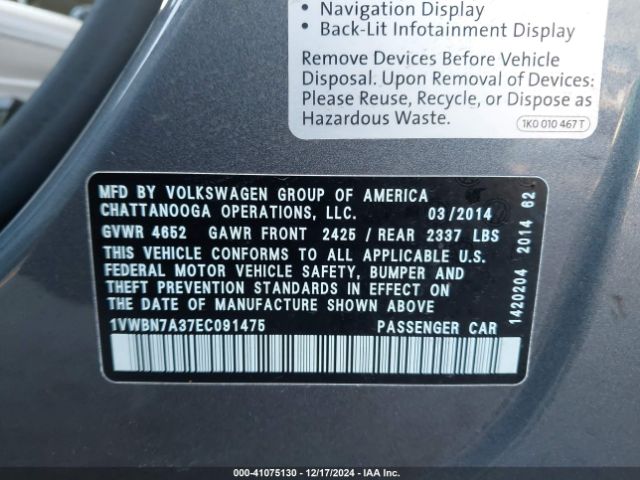 • Navigation Display
• Back-Lit Infotainment Display
Remove Devices Before Vehicle
Disposal. Upon Removal of Devices:
Please Reuse, Recycle, or Dispose as
Hazardous Waste.
1K0 010 467 T
MFD BY VOLKSWAGEN GROUP OF AMERICA
CHATTANOOGA OPERATIONS, LLC. 03/2014
GVWR 4652 GAWR FRONT 2425 / REAR 2337 LBS
THIS VEHICLE CONFORMS TO ALL APPLICABLE U.S.
FEDERAL MOTOR VEHICLE SAFETY, BUMPER AND
THEFT PREVENTION STANDARDS IN EFFECT ON
THE DATE OF MANUFACTURE SHOWN ABOVE
1VWBN7A37EC091475 PASSENGER CAR
1420204 2014 62.
000-41075130 - 12/17/2024 - IAAI.com